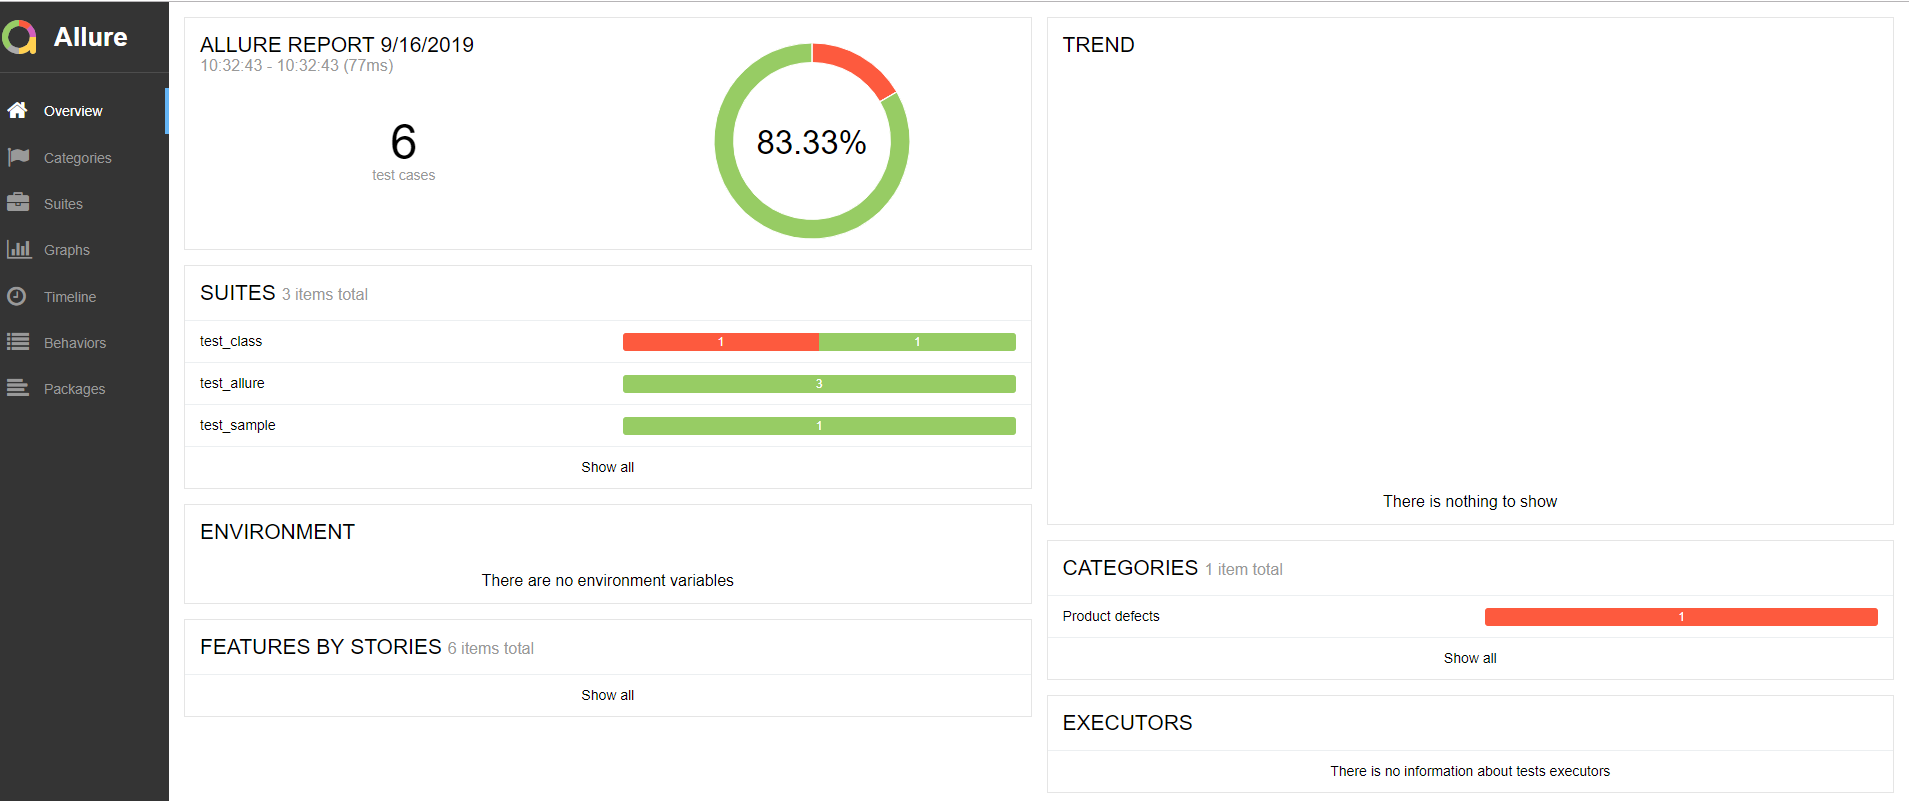 Allure
Overview
Categories
Suites
Graphs
Timeline
Behaviors
Packages
ALLURE REPORT 9/16/2019
10:32:43 - 10:32:43 (77ms)
6
test cases
83.33%
SUITES 3 items total
test_class 1 1
test_allure 3
test_sample 1
Show all
ENVIRONMENT
There are no environment variables
FEATURES BY STORIES 6 items total
Show all
TREND
There is nothing to show
CATEGORIES 1 item total
Product defects 1
Show all
EXECUTORS
There is no information about tests executors